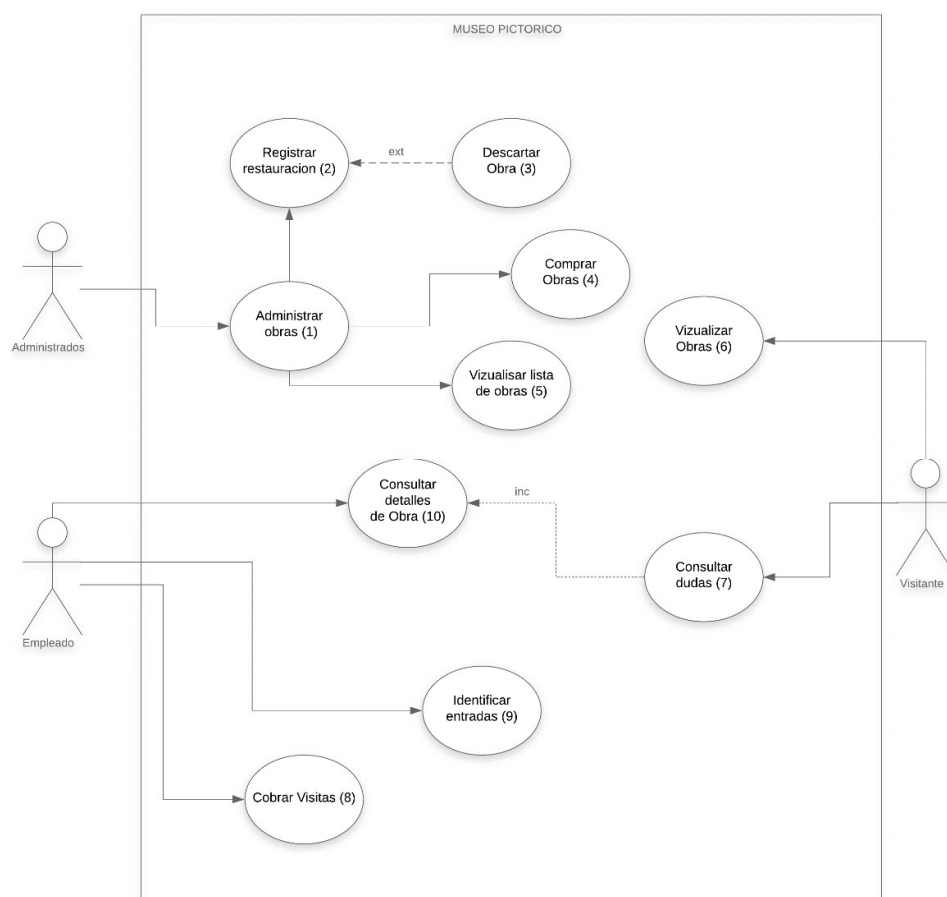 MUSEO PICTORICO
Registrar
restauracion (2)
ext
Descartar
Obra (3)
Comprar
Obras (4)
Administrar
obras (1)
Vizualizar
Obras (6)
Administrados
Vizualisar lista
de obras (5)
Consultar
detalles
de Obra (10)
inc
Consultar
dudas (7)
Visitante
Empleado
Identificar
entradas (9)
Cobrar Visitas (8)